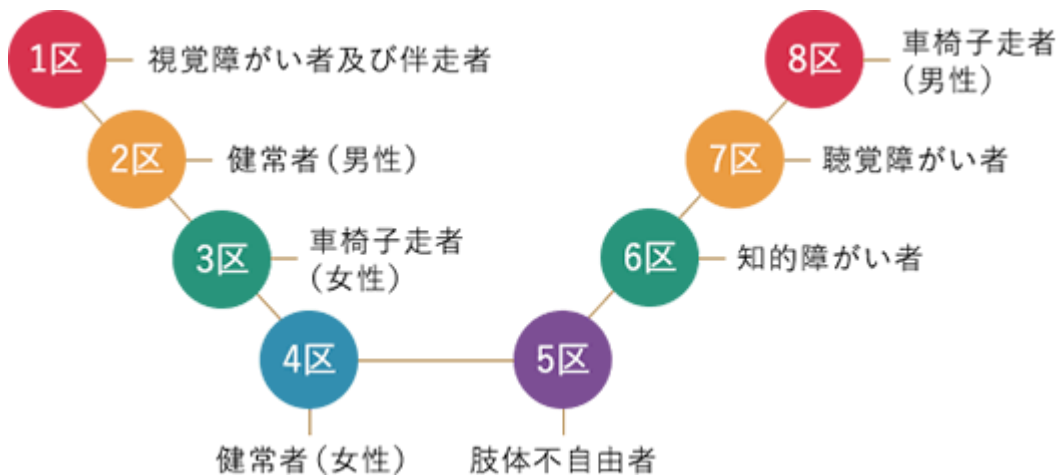 1区
視覚障がい者及び伴走者
2区
健常者(男性)
3区
車椅子走者
(女性)
4区
健常者(女性)
5区
肢体不自由者
6区
知的障がい者
7区
聴覚障がい者
8区
車椅子走者
(男性)